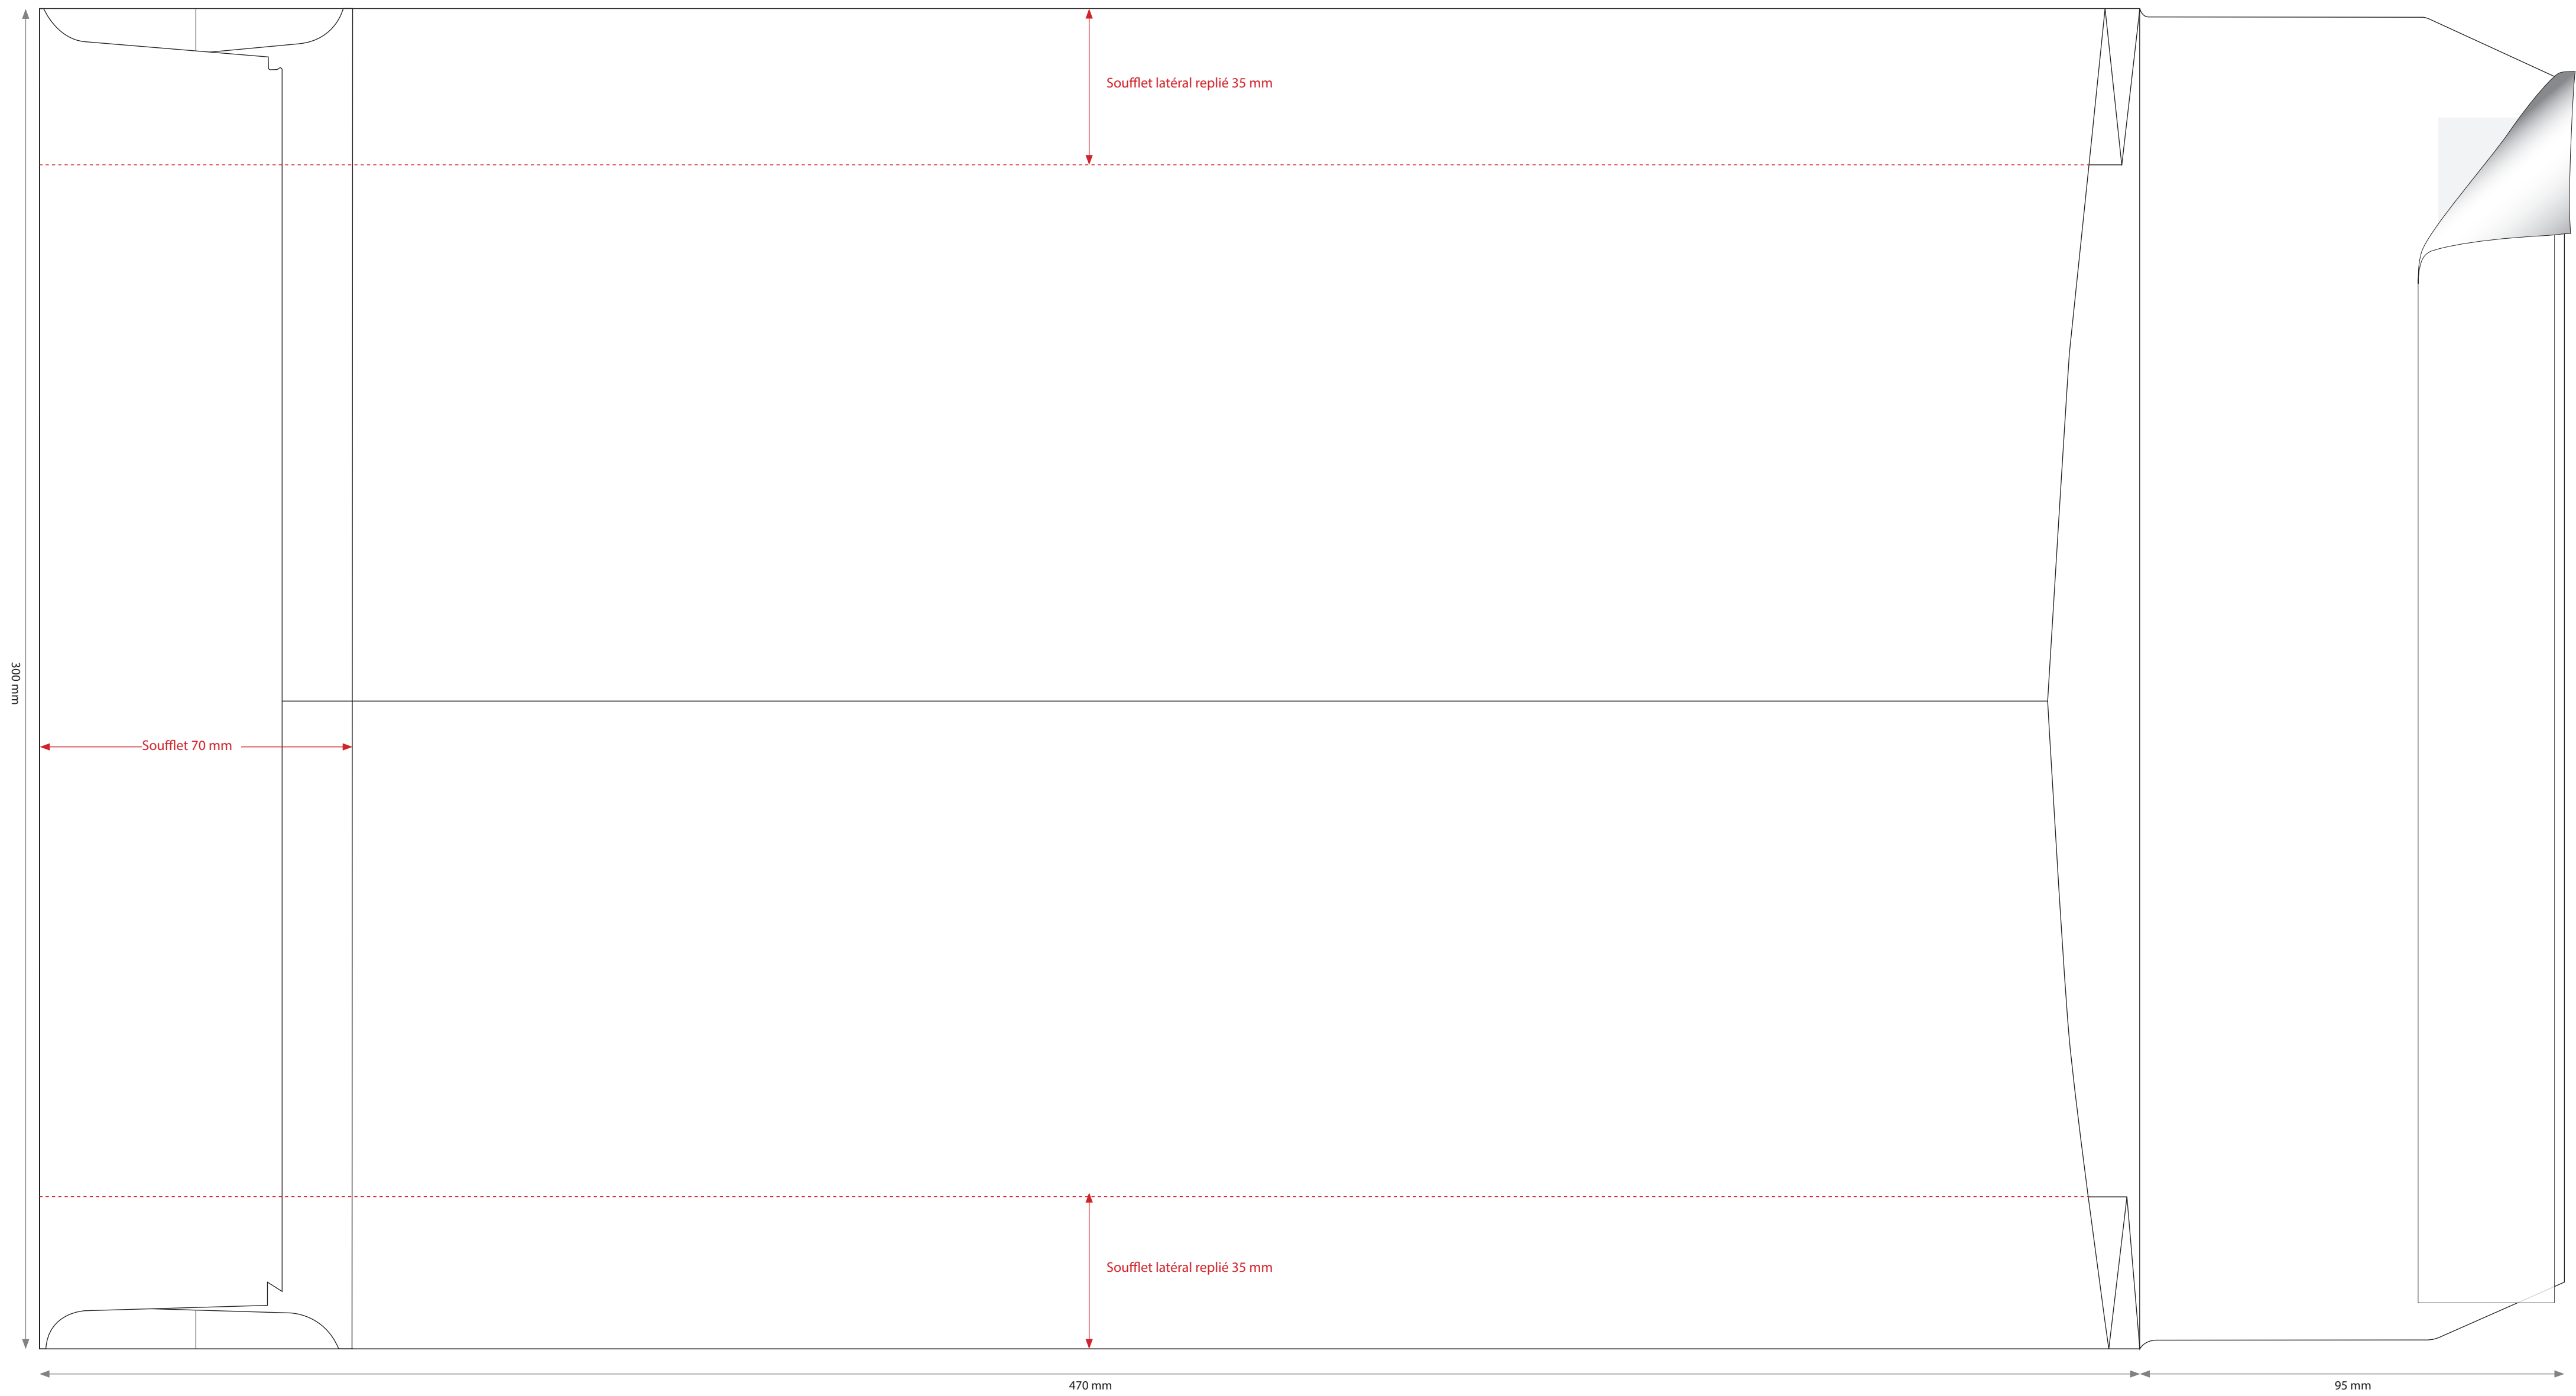 Soufflet latéral replié 35 mm
300 mm
Soufflet 70 mm
Soufflet latéral replié 35 mm
470 mm
95 mm